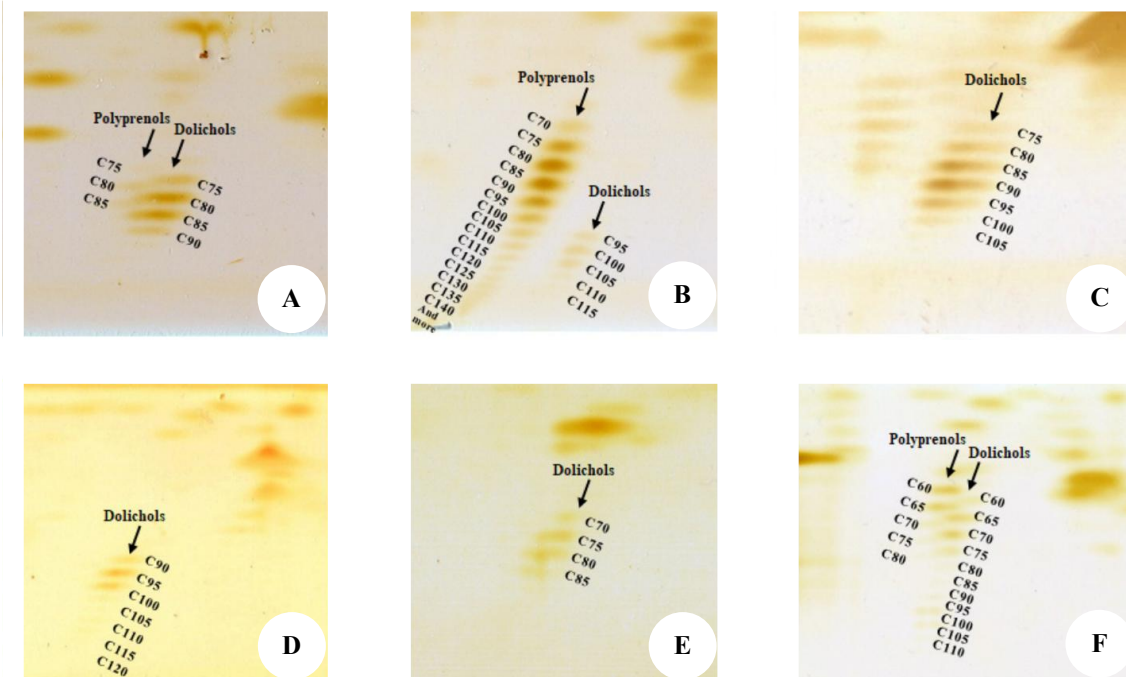 Polyprenols
Dolichols
C75
C80
C85
C75
C80
C85
C90
A
Polyprenols
C70
C75
C80
C85
C90
C95
C100
C105
C110
C115
C120
C125
C130
C135
C140
And
more
Dolichols
C95
C100
C105
C110
C115
B
Dolichols
C75
C80
C85
C90
C95
C100
C105
C
Dolichols
C90
C95
C100
C105
C110
C115
C120
D
Dolichols
C70
C75
C80
C85
E
Polyprenols
Dolichols
C60
C65
C70
C75
C80
C60
C65
C70
C75
C80
C85
C90
C95
C100
C105
C110
F